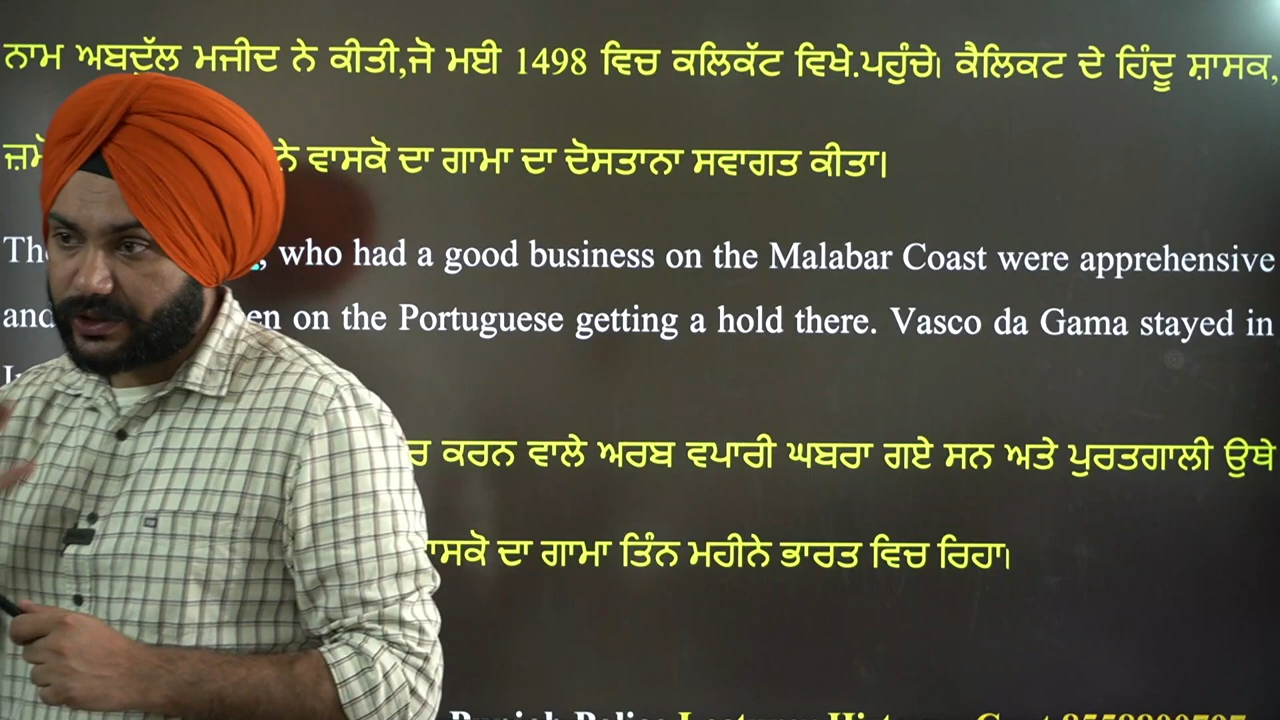 ਨਾਮ ਅਬਦੁੱਲ ਮਜੀਦ ਨੇ ਕੀਤੀ,ਜੋ ਮਈ 1498 ਵਿਚ ਕਲਿਕੱਟ ਵਿਖੇ.ਪਹੁੰਚੇ। ਕੈਲਿਕਟ ਦੇ ਹਿੰਦੂ ਸ਼ਾਸਕ,
ਨੇ ਵਾਸਕੋ ਦਾ ਗਾਮਾ ਦਾ ਦੋਸਤਾਨਾ ਸਵਾਗਤ ਕੀਤਾ।
who had a good business on the Malabar Coast were apprehensive
on the Portuguese getting a hold there. Vasco da Gama stayed in
ਕਰਨ ਵਾਲੇ ਅਰਬ ਵਪਾਰੀ ਘਬਰਾ ਗਏ ਸਨ ਅਤੇ ਪੁਰਤਗਾਲੀ ਉਥੇ
ਦਾ ਗਾਮਾ ਤਿੰਨ ਮਹੀਨੇ ਭਾਰਤ ਵਿਚ ਰਿਹਾ।